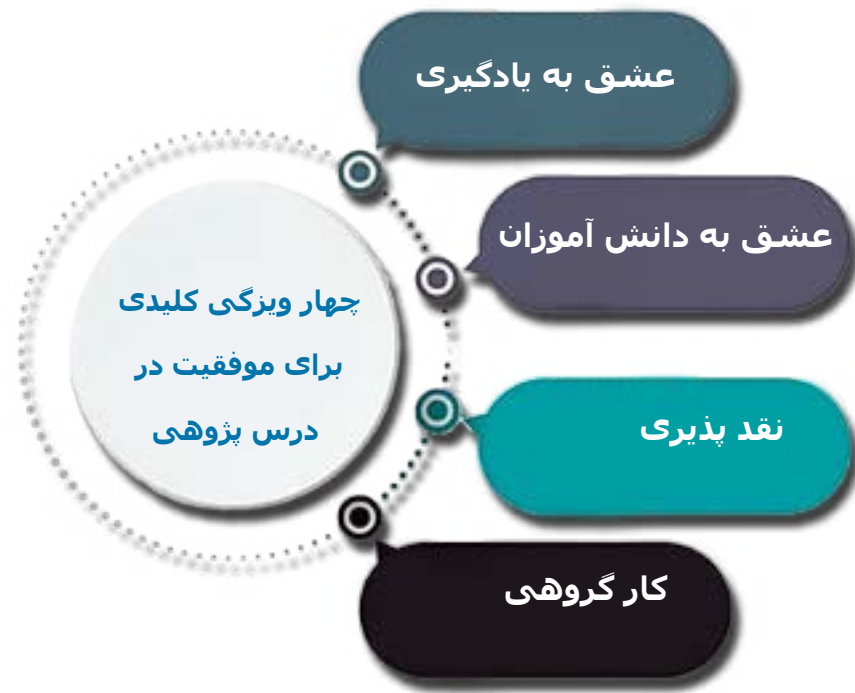 عشق به یادگیری
عشق به دانش آموزان
چهار ویژگی کلیدی
برای موفقیت در
درس پژوهی
نقد پذیری
کار گروهی